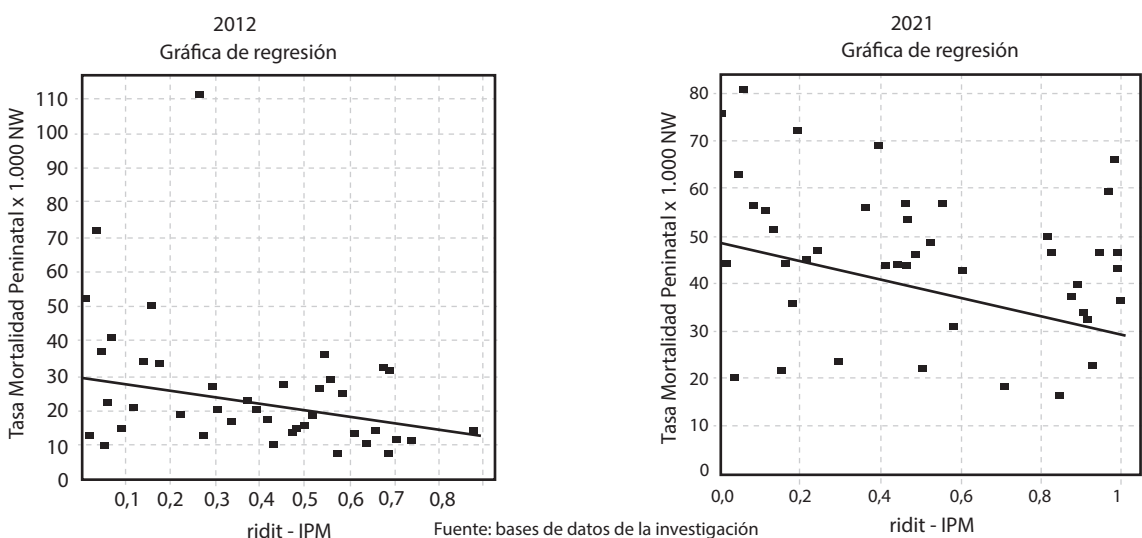 2012
Gráfica de regresión
Tasa Mortalidad Peninatal x 1.000 NW
110
100
90
80
70
60
50
40
30
20
10
0
0,1 0,2 0,3 0,4 0,5 0,6 0,7 0,8
ridit - IPM
2021
Gráfica de regresión
Tasa Mortalidad Peninatal x 1.000 NW
80
70
60
50
40
30
20
10
0
0,0 0,2 0,4 0,6 0,8 1
ridit - IPM
Fuente: bases de datos de la investigación